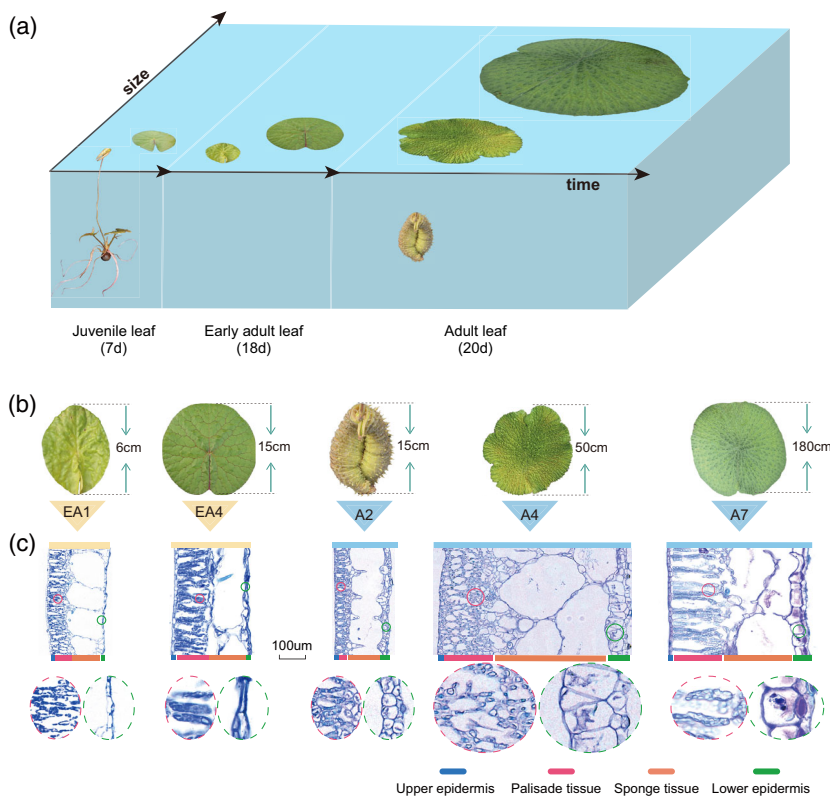 (a)
size
time
Juvenile leaf
(7d)
Early adult leaf
(18d)
Adult leaf
(20d)
(b)
6cm
15cm
15cm
50cm
180cm
EA1
EA4
A2
A4
A7
(c)
100um
Upper epidermis
Palisade tissue
Sponge tissue
Lower epidermis